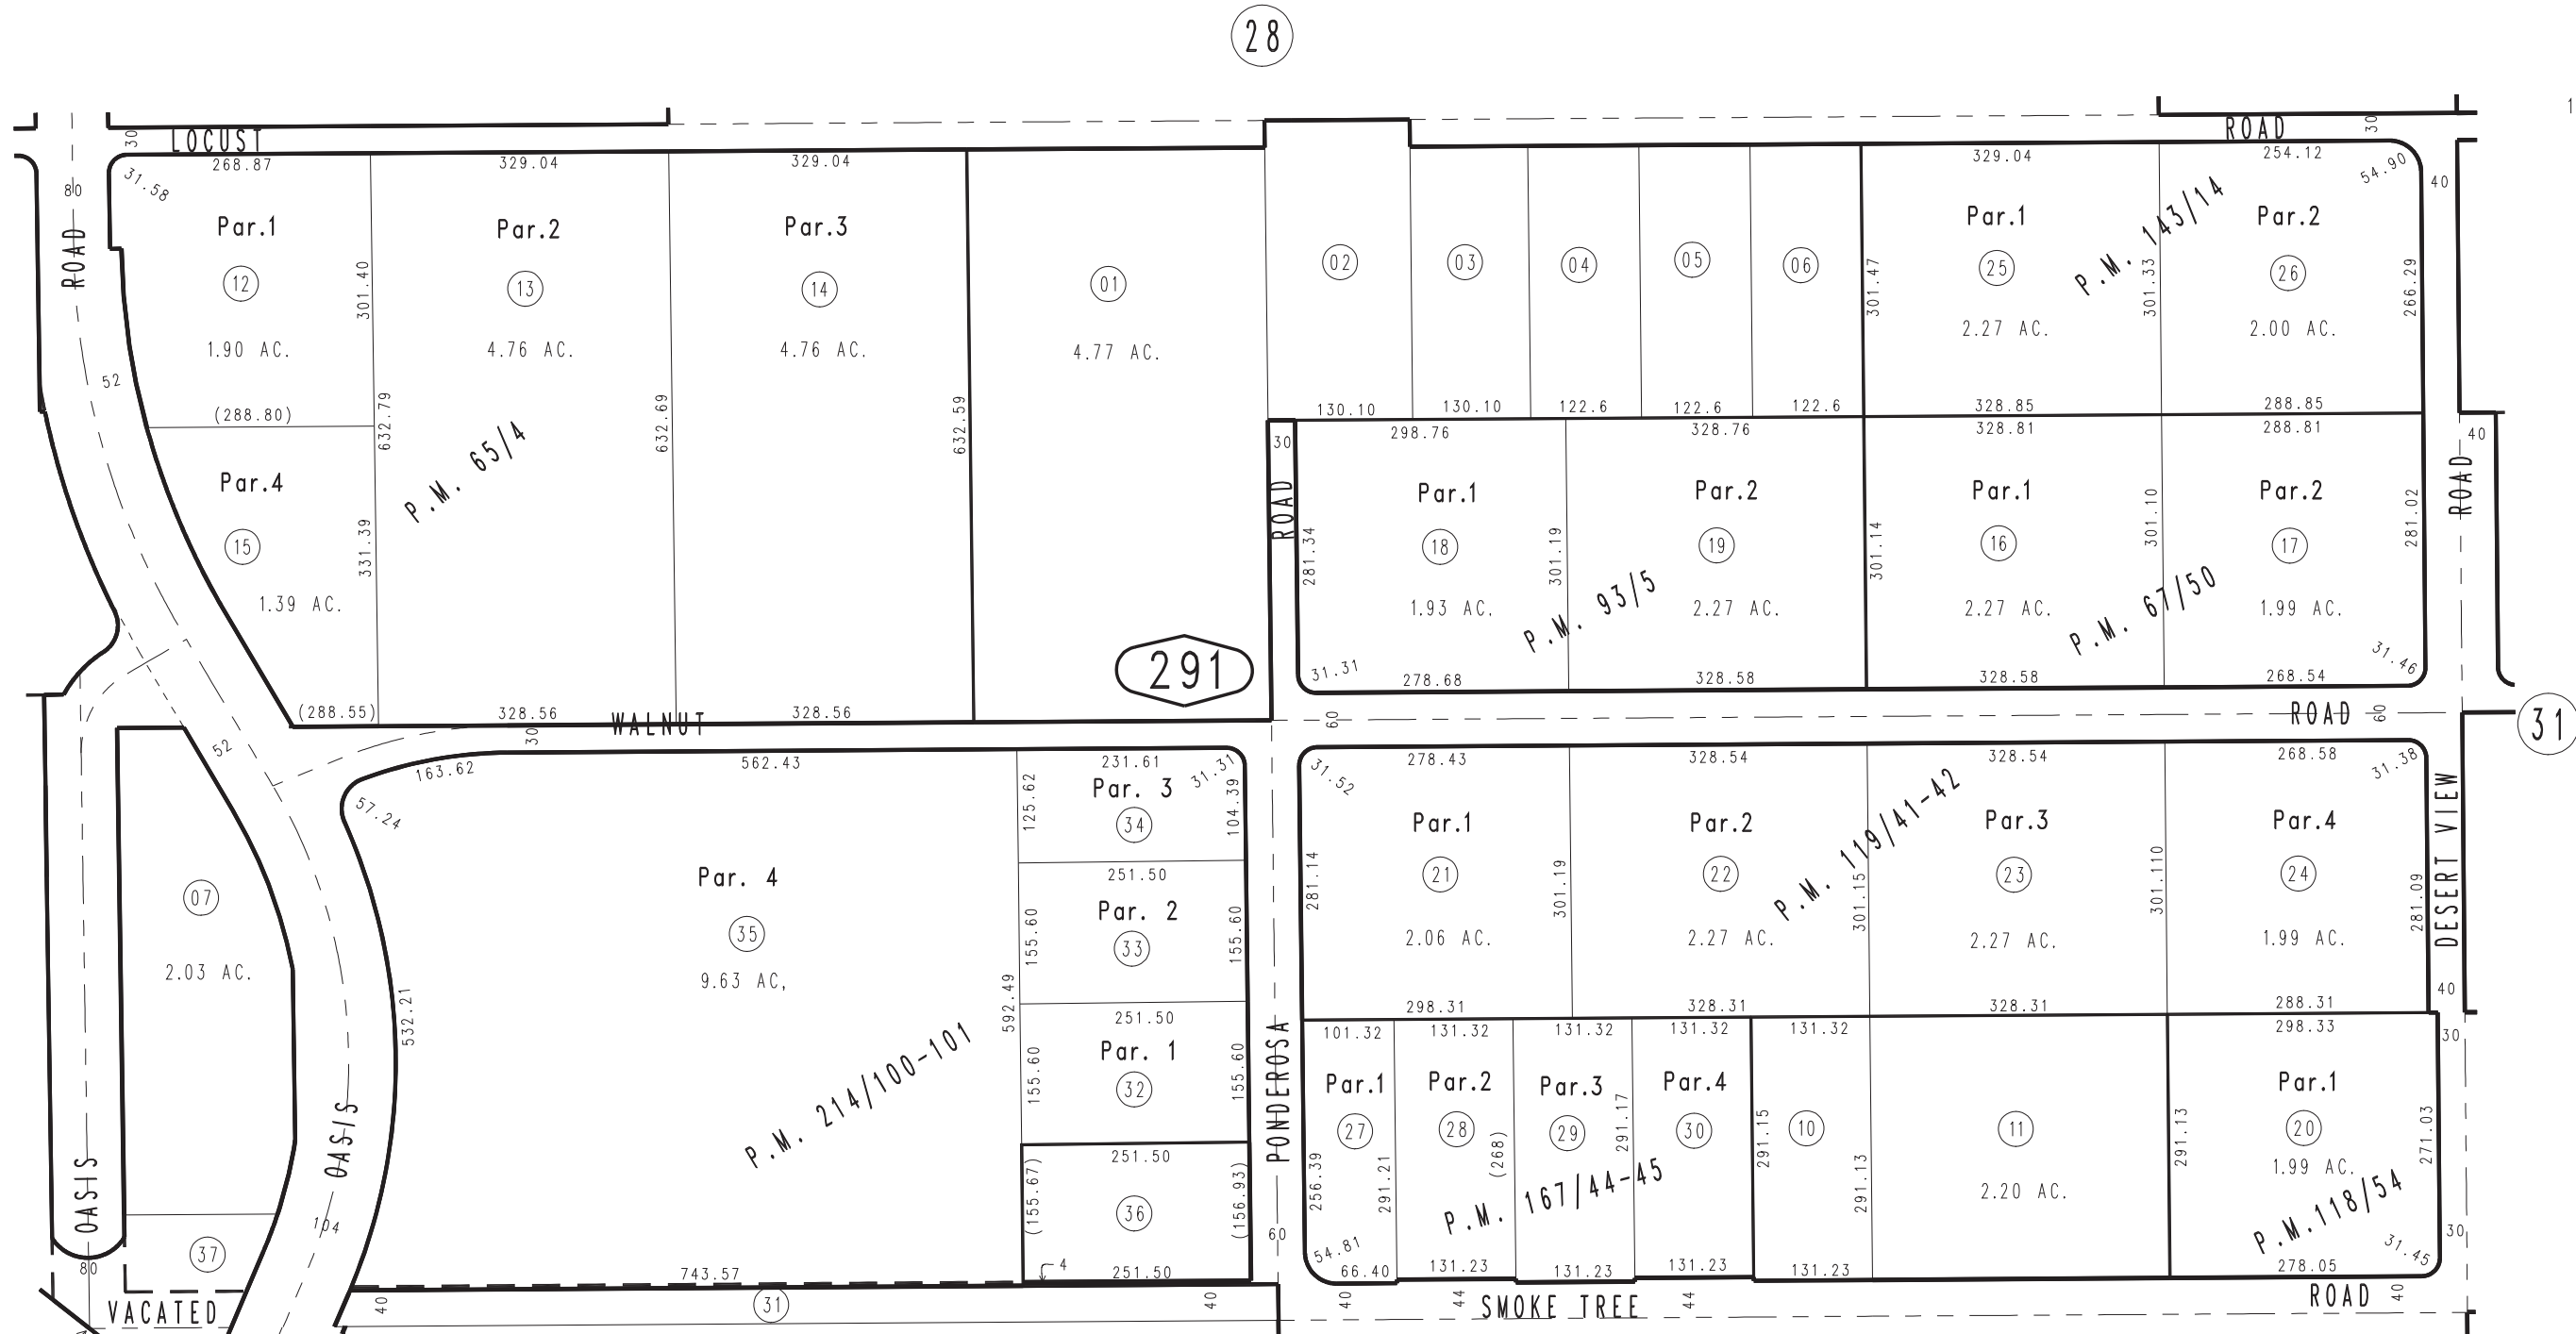 28
1
LOCUST
ROAD
30
30
268.87
329.04
329.04
329.04
254.12
31.58
54.90
80
40
ROAD
Par.1
Par.2
Par.3
Par.1
Par.2
P.M. 143/14
12
13
14
01
02
03
04
05
06
25
26
301.40
301.47
301.33
266.29
1.90 AC.
4.76 AC.
4.76 AC.
4.77 AC.
2.27 AC.
2.00 AC.
52
(288.80)
130.10
130.10
122.6
122.6
122.6
328.85
288.85
632.79
632.69
632.59
P.M. 65/4
30
298.76
328.76
328.81
288.81
40
ROAD
ROAD
Par.4
Par.1
Par.2
Par.1
Par.2
15
18
19
16
17
331.39
281.34
301.19
301.14
301.10
281.02
1.39 AC.
1.93 AC.
2.27 AC.
2.27 AC.
1.99 AC.
P.M. 93/5
P.M. 67/50
291
31.31
31.46
278.68
328.58
328.58
268.54
(288.55)
328.56
328.56
WALNUT
30
60
ROAD
60
31
52
163.62
562.43
231.61
31.31
57.24
278.43
328.54
328.54
268.58
31.52
31.38
125.62
Par. 3
104.39
34
Par.1
Par.2
Par.3
Par.4
P.M. 119/41-42
DESERT VIEW
251.50
Par. 4
07
35
2.03 AC.
9.63 AC,
155.60
Par. 2
155.60
33
21
22
23
24
281.14
301.19
301.15
301.110
281.09
2.06 AC.
2.27 AC.
2.27 AC.
1.99 AC.
40
532.21
592.49
251.50
298.31
328.31
328.31
288.31
P.M. 214/100-101
155.60
Par. 1
155.60
32
PONDEROSA
101.32
131.32
131.32
131.32
131.32
298.33
30
Par.1
Par.2
Par.3
Par.4
Par.1
27
28
29
30
10
11
20
256.39
291.21
(268)
291.17
291.15
291.13
291.13
271.03
2.20 AC.
1.99 AC.
P.M. 167/44-45
P.M.118/54
OASIS
OASIS
104
251.50
(155.67)
36
(156.93)
60
37
80
743.57
4
251.50
54.81
66.40
131.23
131.23
131.23
131.23
278.05
31.45
30
VACATED
40
31
40
40
44
SMOKE TREE
44
ROAD
40